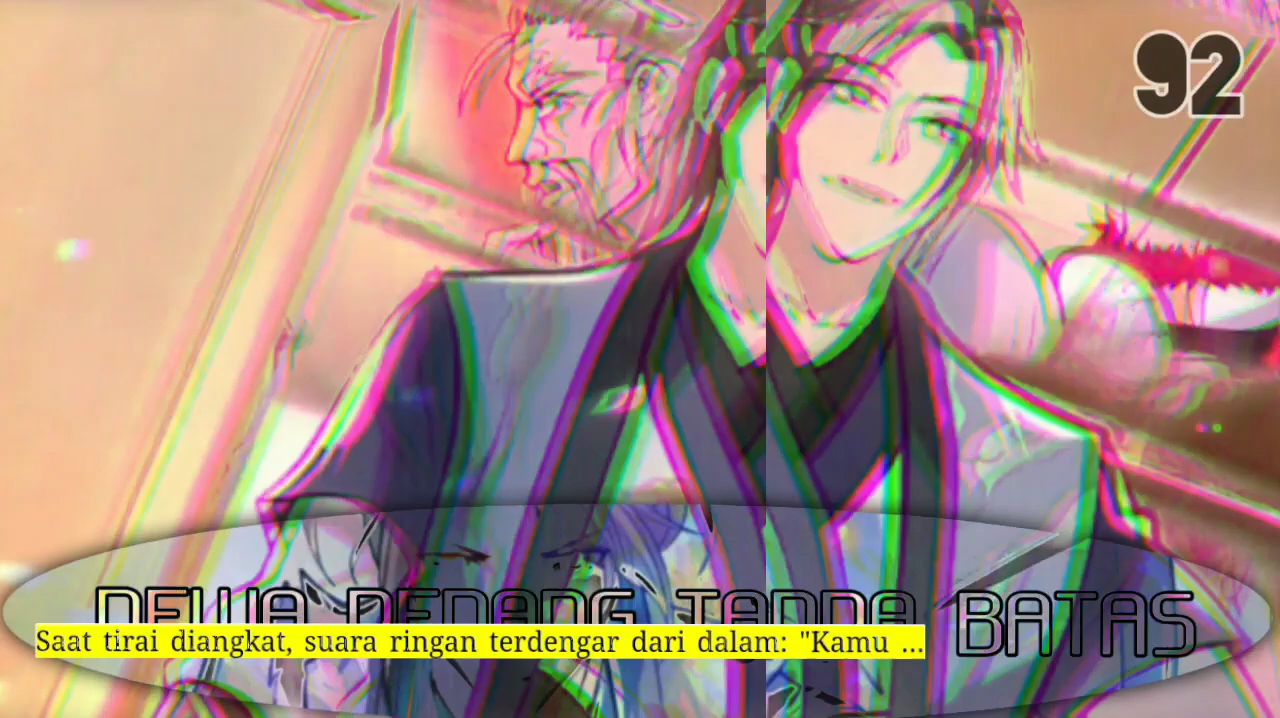 92
DEWA PEDANG TANPA BATAS
Saat tirai diangkat, suara ringan terdengar dari dalam: "Kamu ...